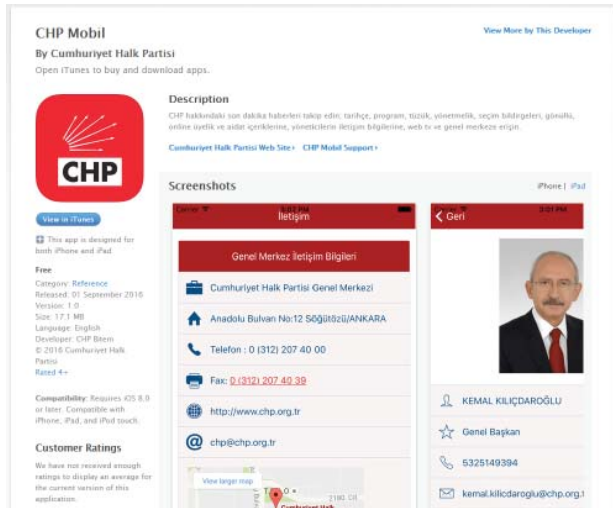 CHP Mobil
View More by This Developer
By Cumhuriyet Halk Partisi
Open iTunes to buy and download apps.
Description
CHP hakkındaki son dakika haberleri takip edin; tarihçe, program, tüzük, yönetmelik, seçim bildirgeleri, gönüllü,
online üyelik ve aidat içeriklerine, yöneticilerin iletişim bilgilerine, web tv ve genel merkeze erişin.
Cumhuriyet Halk Partisi Web Site CHP Mobil Support
CHP
Screenshots
iPhone | iPad
View in iTunes
This app is designed for
both iPhone and iPad
Free
Category: Reference
Released: 01 September 2016
Version: 1.0
Size: 17.1 MB
Language: English
Developer: CHP Bitem
© 2016 Cumhuriyet Halk
Partisi
Rated 4+
Compatibility: Requires iOS 8.0
or later. Compatible with
iPhone, iPad, and iPod touch.
Customer Ratings
We have not received enough
ratings to display an average for
the current version of this
application.
İletişim
Genel Merkez İletişim Bilgileri
Cumhuriyet Halk Partisi Genel Merkezi
Anadolu Bulvarı No:12 Söğütözü/ANKARA
Telefon : 0 (312) 207 40 00
Fax: 0 (312) 207 40 39
http://www.chp.org.tr
chp@chp.org.tr
View larger map
Cumhuriyet Halk
Geri
KEMAL KILIÇDAROĞLU
Genel Başkan
5325149394
kemal.kilicdaroglu@chp.org.t